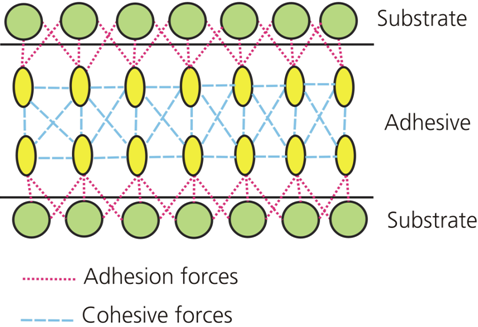 Substrate
Adhesive
Substrate
Adhesion forces
Cohesive forces